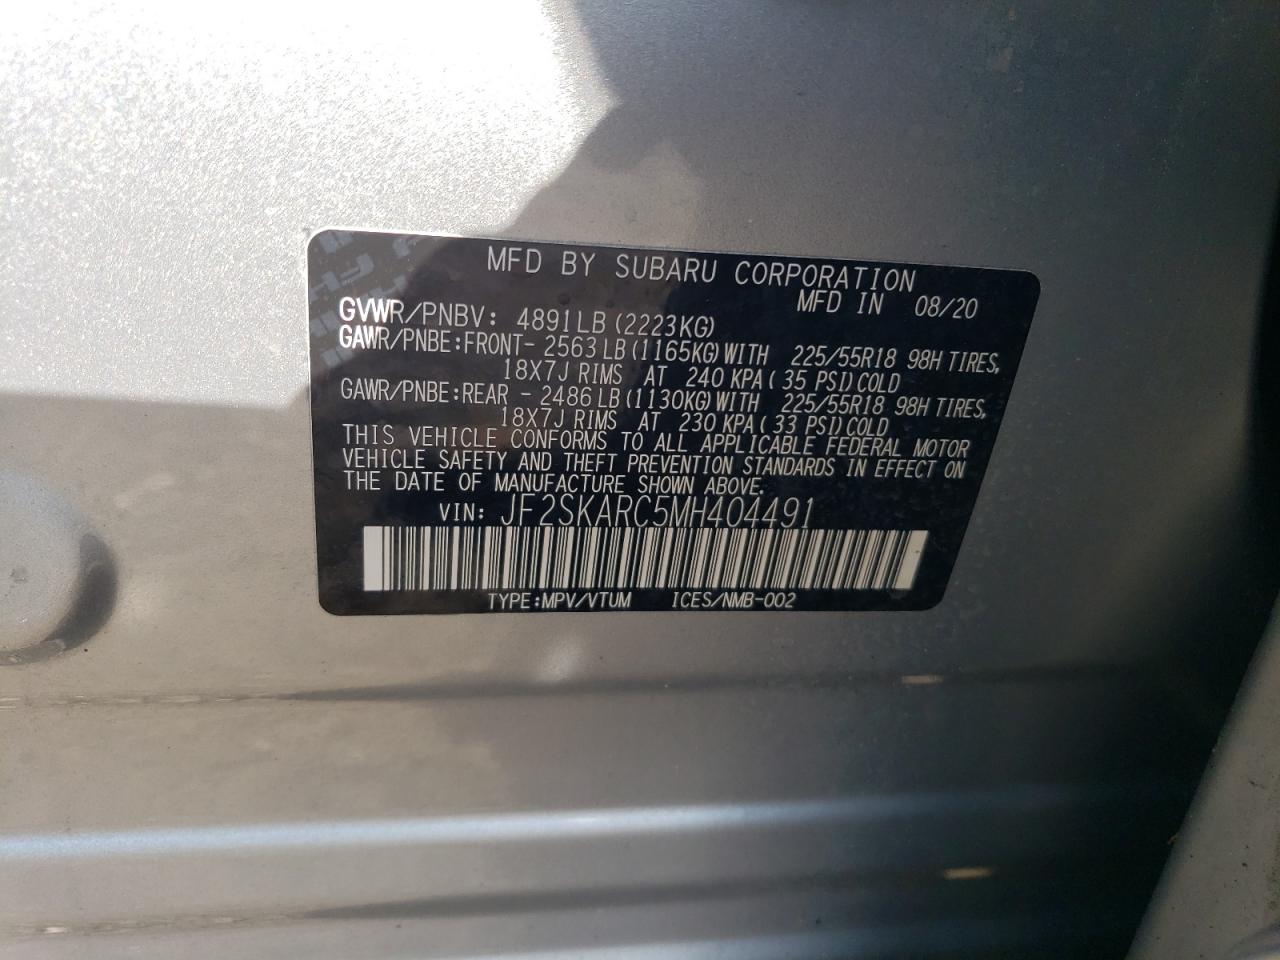 MFD BY SUBARU CORPORATION
MFD IN 08/20
GVWR/PNBV: 4891LB(2223KG)
GAWR/PNBE:FRONT- 2563LB(1165KG)WITH 225/55R18 98H TIRES,
18X7J RIMS AT 240 KPA( 35 PSI)COLD
GAWR/PNBE:REAR - 2486LB(1130KG)WITH 225/55R18 98H TIRES,
18X7J RIMS AT 230 KPA( 33 PSI)COLD
THIS VEHICLE CONFORMS TO ALL APPLICABLE FEDERAL MOTOR
VEHICLE SAFETY AND THEFT PREVENTION STANDARDS IN EFFECT ON
THE DATE OF MANUFACTURE SHOWN ABOVE.
VIN: JF2SKARC5MH404491
TYPE:MPV/VTUM ICES/NMB-002